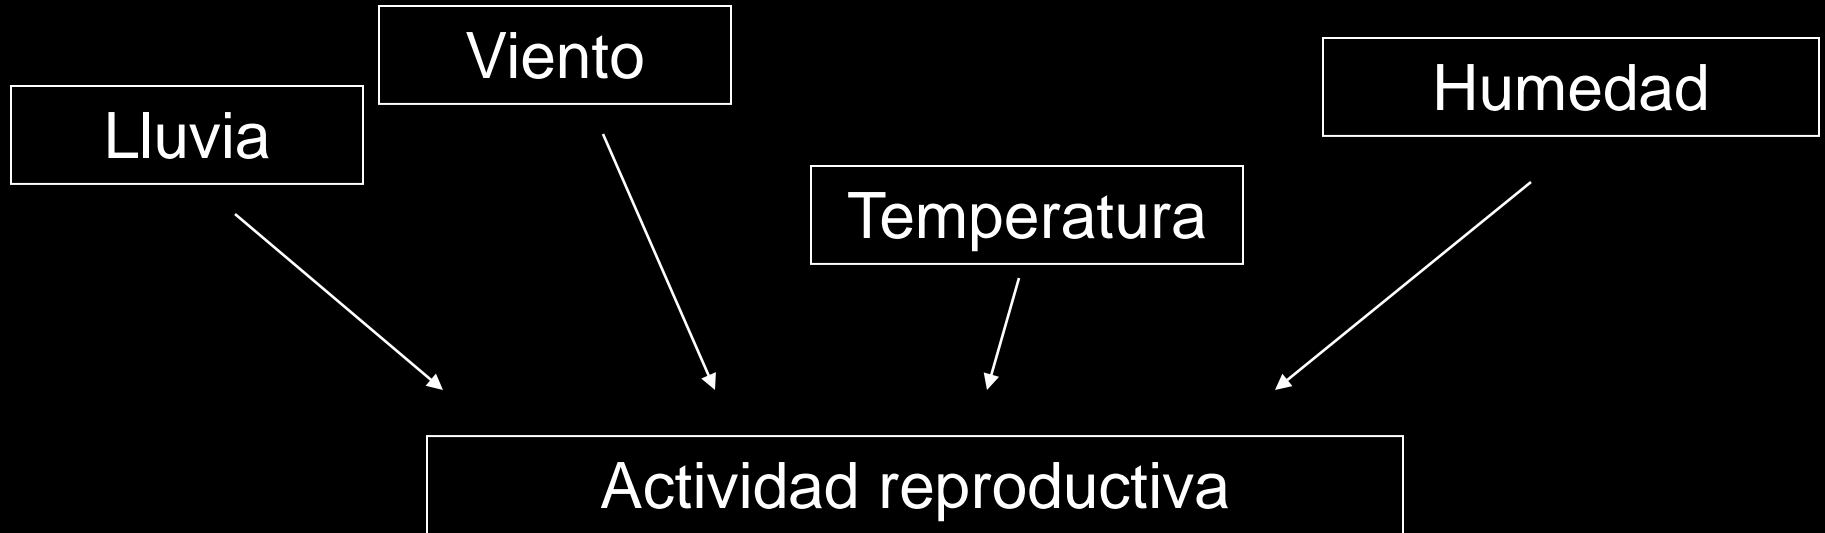 Viento
Lluvia
Humedad
Temperatura
Actividad reproductiva